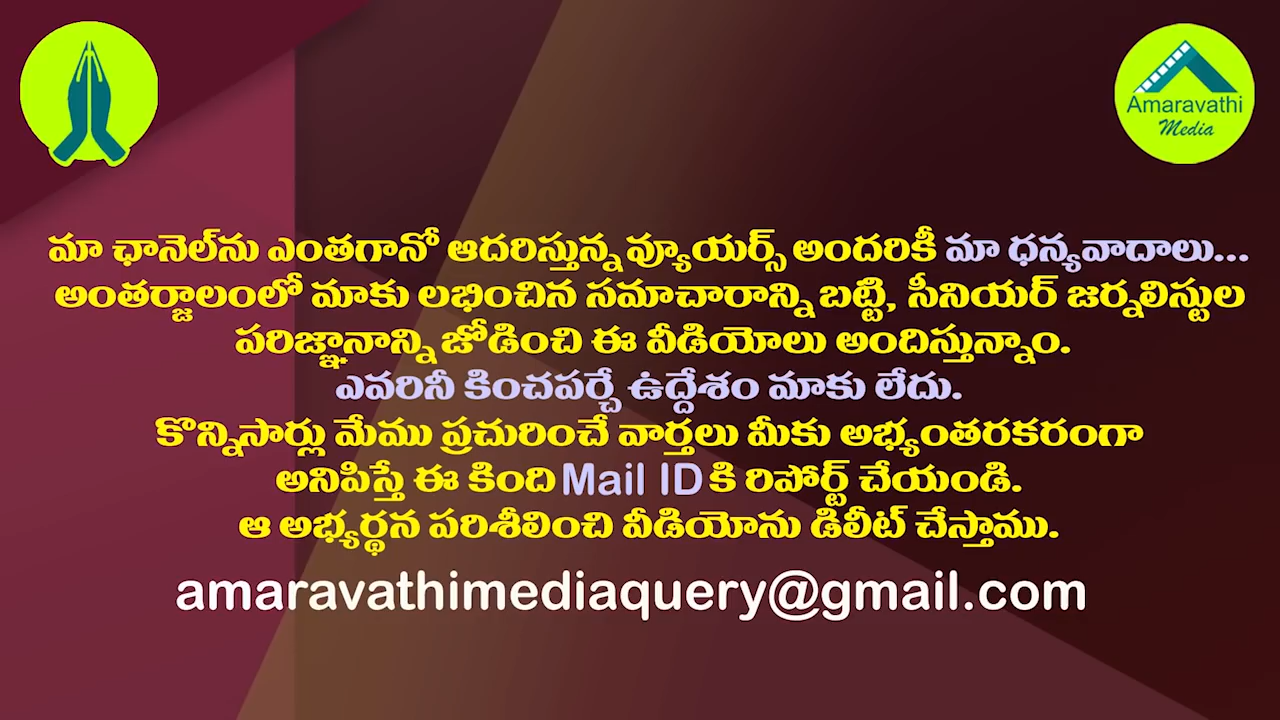 Amaravathi
Media
మా ఛానెల్‌ను ఎంతగానో ఆదరిస్తున్న వ్యూయర్స్ అందరికీ మా ధన్యవాదాలు...
అంతర్జాలంలో మాకు లభించిన సమాచారాన్ని బట్టి, సీనియర్ జర్నలిస్టుల
పరిజ్ఞానాన్ని జోడించి ఈ వీడియోలు అందిస్తున్నాం.
ఎవరినీ కించపర్చే ఉద్దేశం మాకు లేదు.
కొన్నిసార్లు మేము ప్రచురించే వార్తలు మీకు అభ్యంతరకరంగా
అనిపిస్తే ఈ కింది Mail ID కి రిపోర్ట్ చేయండి.
ఆ అభ్యర్థన పరిశీలించి వీడియోను డిలీట్ చేస్తాము.
amaravathimediaquery@gmail.com